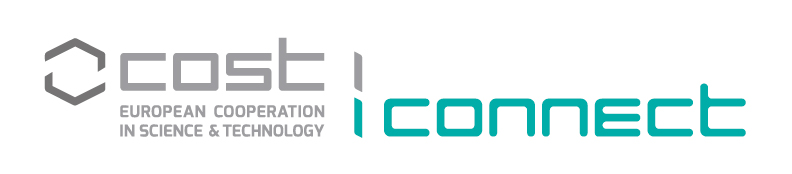 cost
EUROPEAN COOPERATION
IN SCIENCE & TECHNOLOGY
connect